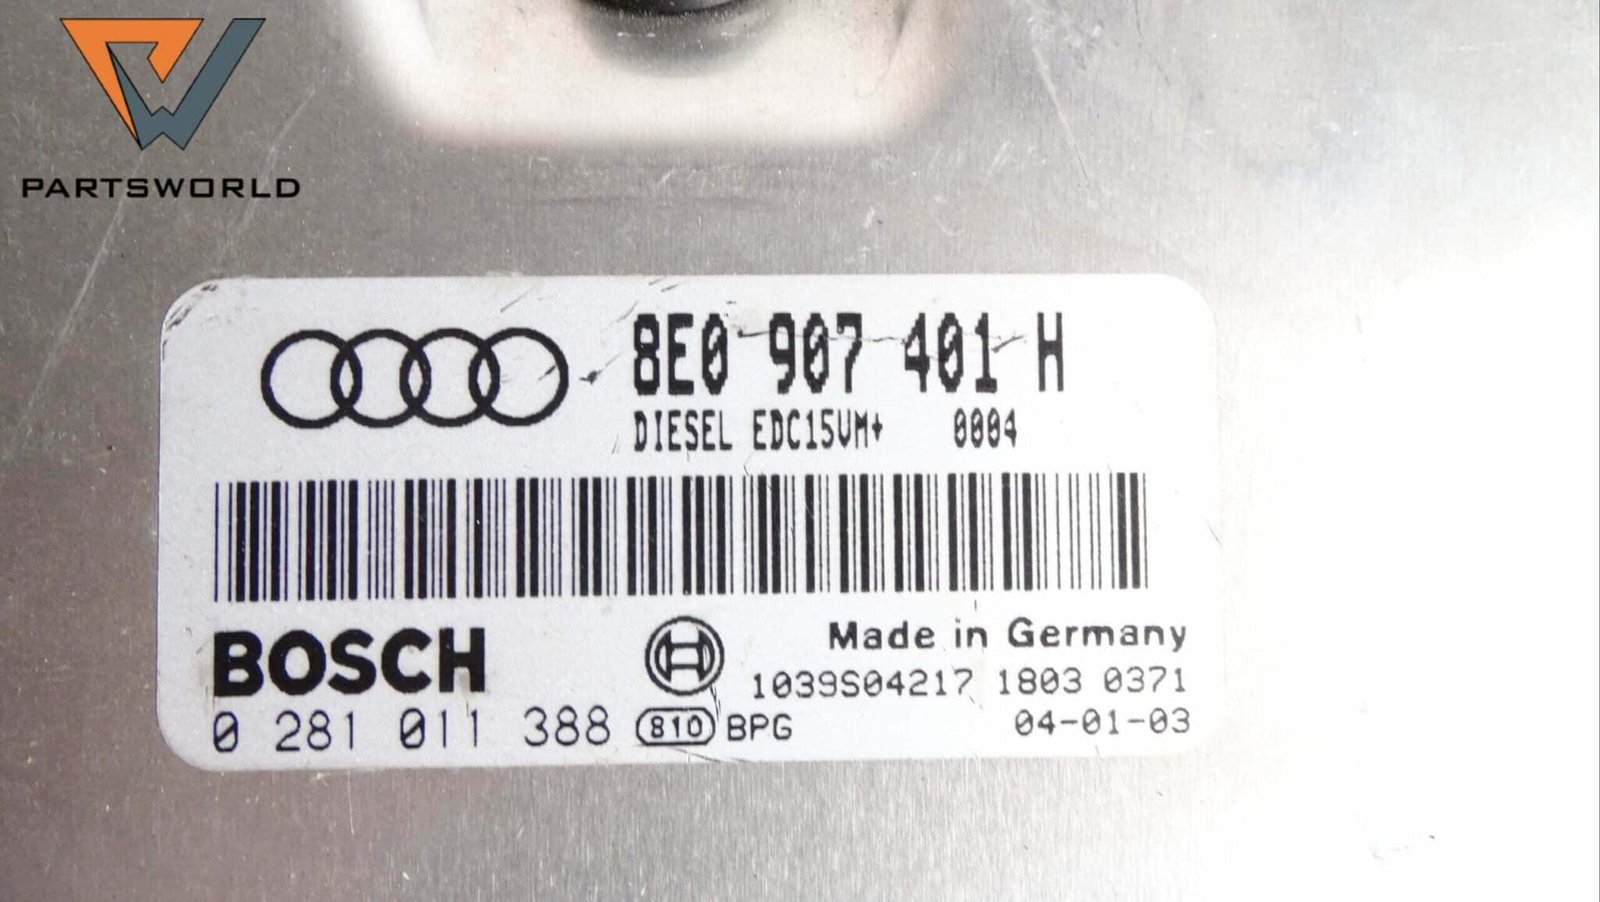 PARTSWORLD
8E0 907 401 H
DIESEL EDC15VM+ 0004
BOSCH
Made in Germany
1039S04217 1803 0371
0 281 011 388 810 BPG 04-01-03